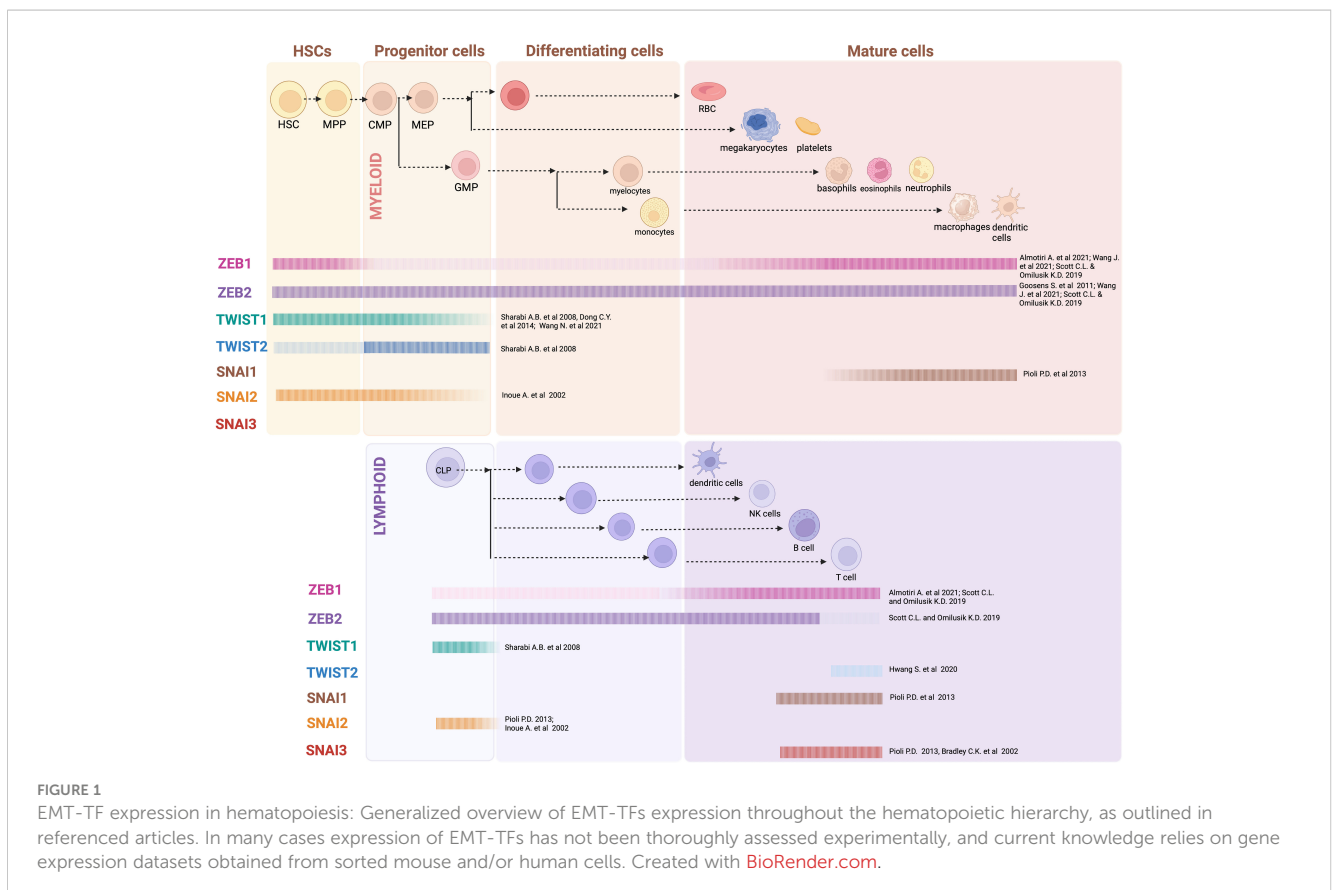 HSCs
Progenitor cells
Differentiating cells
Mature cells
HSC
MPP
CMP
MEP
RBC
megakaryocytes
platelets
MYELOID
GMP
myelocytes
monocytes
basophils
eosinophils
neutrophils
macrophages
dendritic
cells
ZEB1
Almotiri A. et al 2021; Wang J.
et al 2021; Scott C.L. &
Omilusik K.D. 2019
ZEB2
Goosens S. et al 2011; Wang
J. et al 2021; Scott C.L. &
Omilusik K.D. 2019
TWIST1
Sharabi A.B. et al 2008, Dong C.Y.
et al 2014; Wang N. et al 2021
TWIST2
Sharabi A.B. et al 2008
SNAI1
Pioli P.D. et al 2013
SNAI2
Inoue A. et al 2002
SNAI3
LYMPHOID
CLP
dendritic cells
NK cells
B cell
T cell
ZEB1
Almotiri A. et al 2021; Scott C.L.
and Omilusik K.D. 2019
ZEB2
Scott C.L. and Omilusik K.D. 2019
TWIST1
Sharabi A.B. et al 2008
TWIST2
Hwang S. et al 2020
SNAI1
Pioli P.D. et al 2013
SNAI2
Pioli P.D. 2013;
Inoue A. et al 2002
SNAI3
Pioli P.D. 2013, Bradley C.K. et al 2002
FIGURE 1
EMT-TF expression in hematopoiesis: Generalized overview of EMT-TFs expression throughout the hematopoietic hierarchy, as outlined in
referenced articles. In many cases expression of EMT-TFs has not been thoroughly assessed experimentally, and current knowledge relies on gene
expression datasets obtained from sorted mouse and/or human cells. Created with BioRender.com.